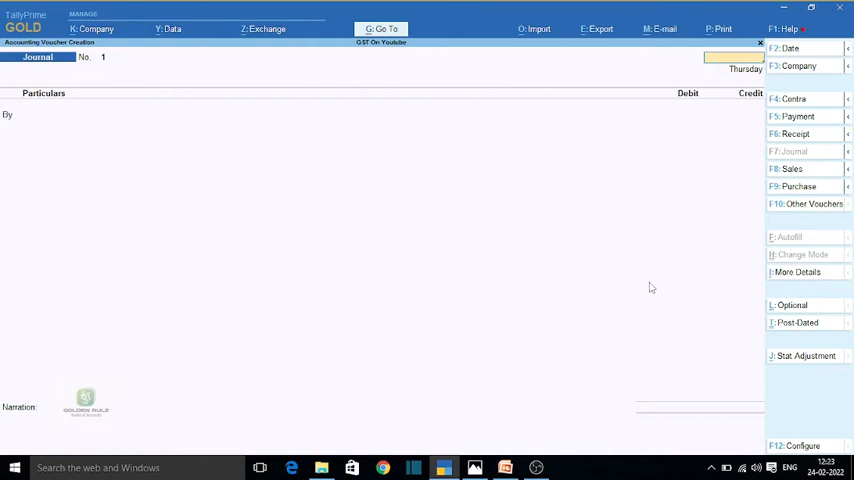 TallyPrime
GOLD
MANAGE
K: Company
Y: Data
Z: Exchange
G: Go To
O: Import
E: Export
M: E-mail
P: Print
F1: Help
Accounting Voucher Creation
GST On Youtube
x
Journal
No. 1
Thursday
Particulars
Debit
Credit
By
F2: Date
F3: Company
F4: Contra
F5: Payment
F6: Receipt
F7: Journal
F8: Sales
F9: Purchase
F10: Other Vouchers
F: Autofill
H: Change Mode
I: More Details
L: Optional
T: Post-Dated
J: Stat Adjustment
Narration:
GOLDEN RULZ
F12: Configure
Search the web and Windows
ENG
12:23
24-02-2022